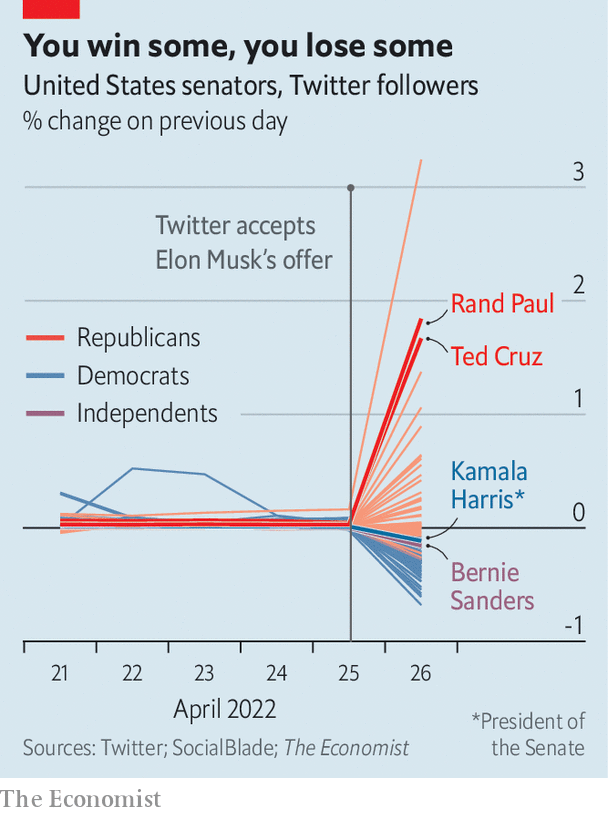 You win some, you lose some
United States senators, Twitter followers
% change on previous day
3
Twitter accepts
Elon Musk's offer
2
Rand Paul
Ted Cruz
Republicans
Democrats
Independents
1
Kamala
Harris*
0
Bernie
Sanders
-1
21 22 23 24 25 26
April 2022
*President of
the Senate
Sources: Twitter; SocialBlade; The Economist
The Economist